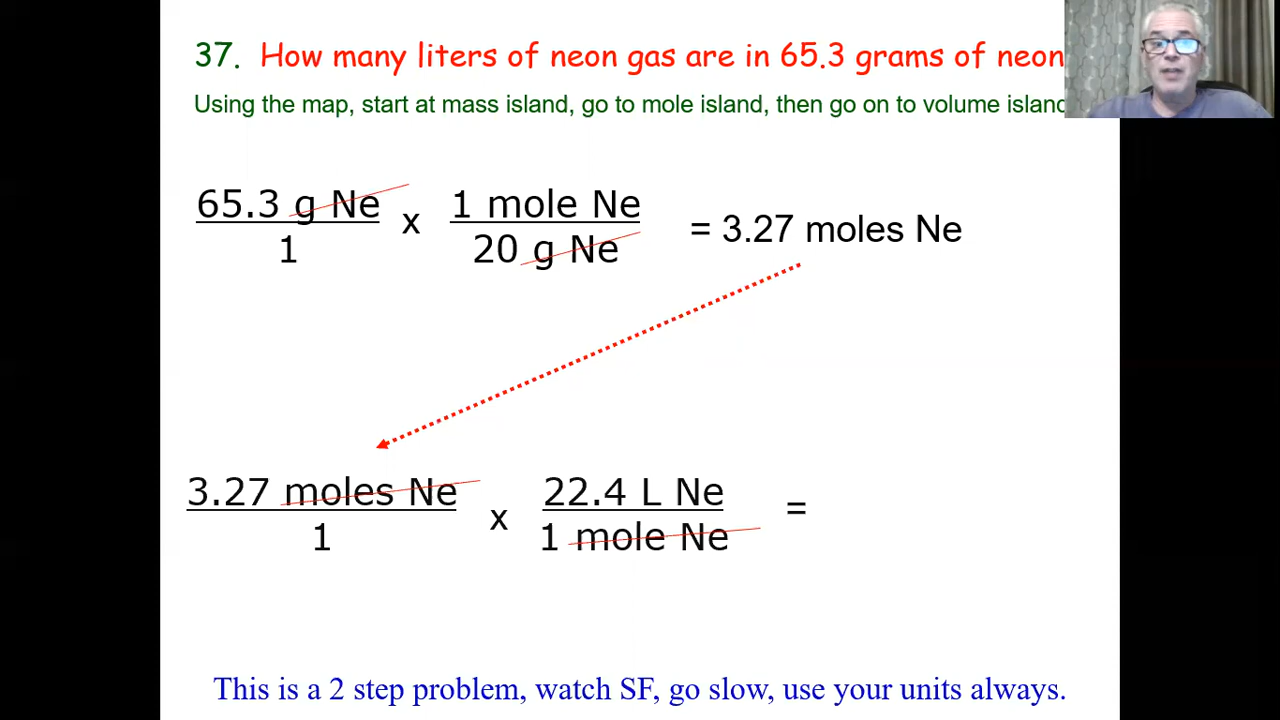 37. How many liters of neon gas are in 65.3 grams of neon
Using the map, start at mass island, go to mole island, then go on to volume island
65.3 g Ne x 1 mole Ne = 3.27 moles Ne
1 20 g Ne
3.27 moles Ne x 22.4 L Ne =
1 1 mole Ne
This is a 2 step problem, watch SF, go slow, use your units always.